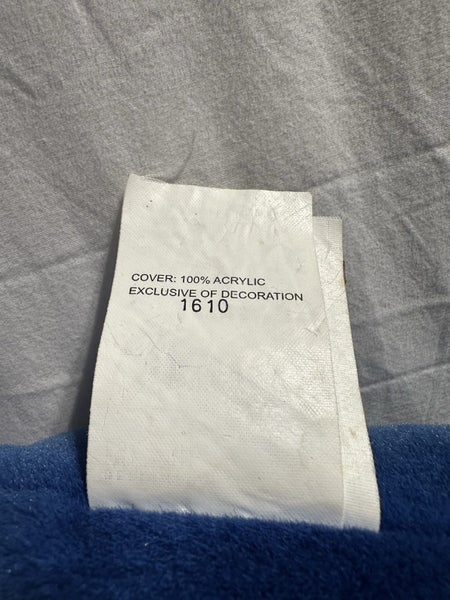 COVER: 100% ACRYLIC
EXCLUSIVE OF DECORATION
1610